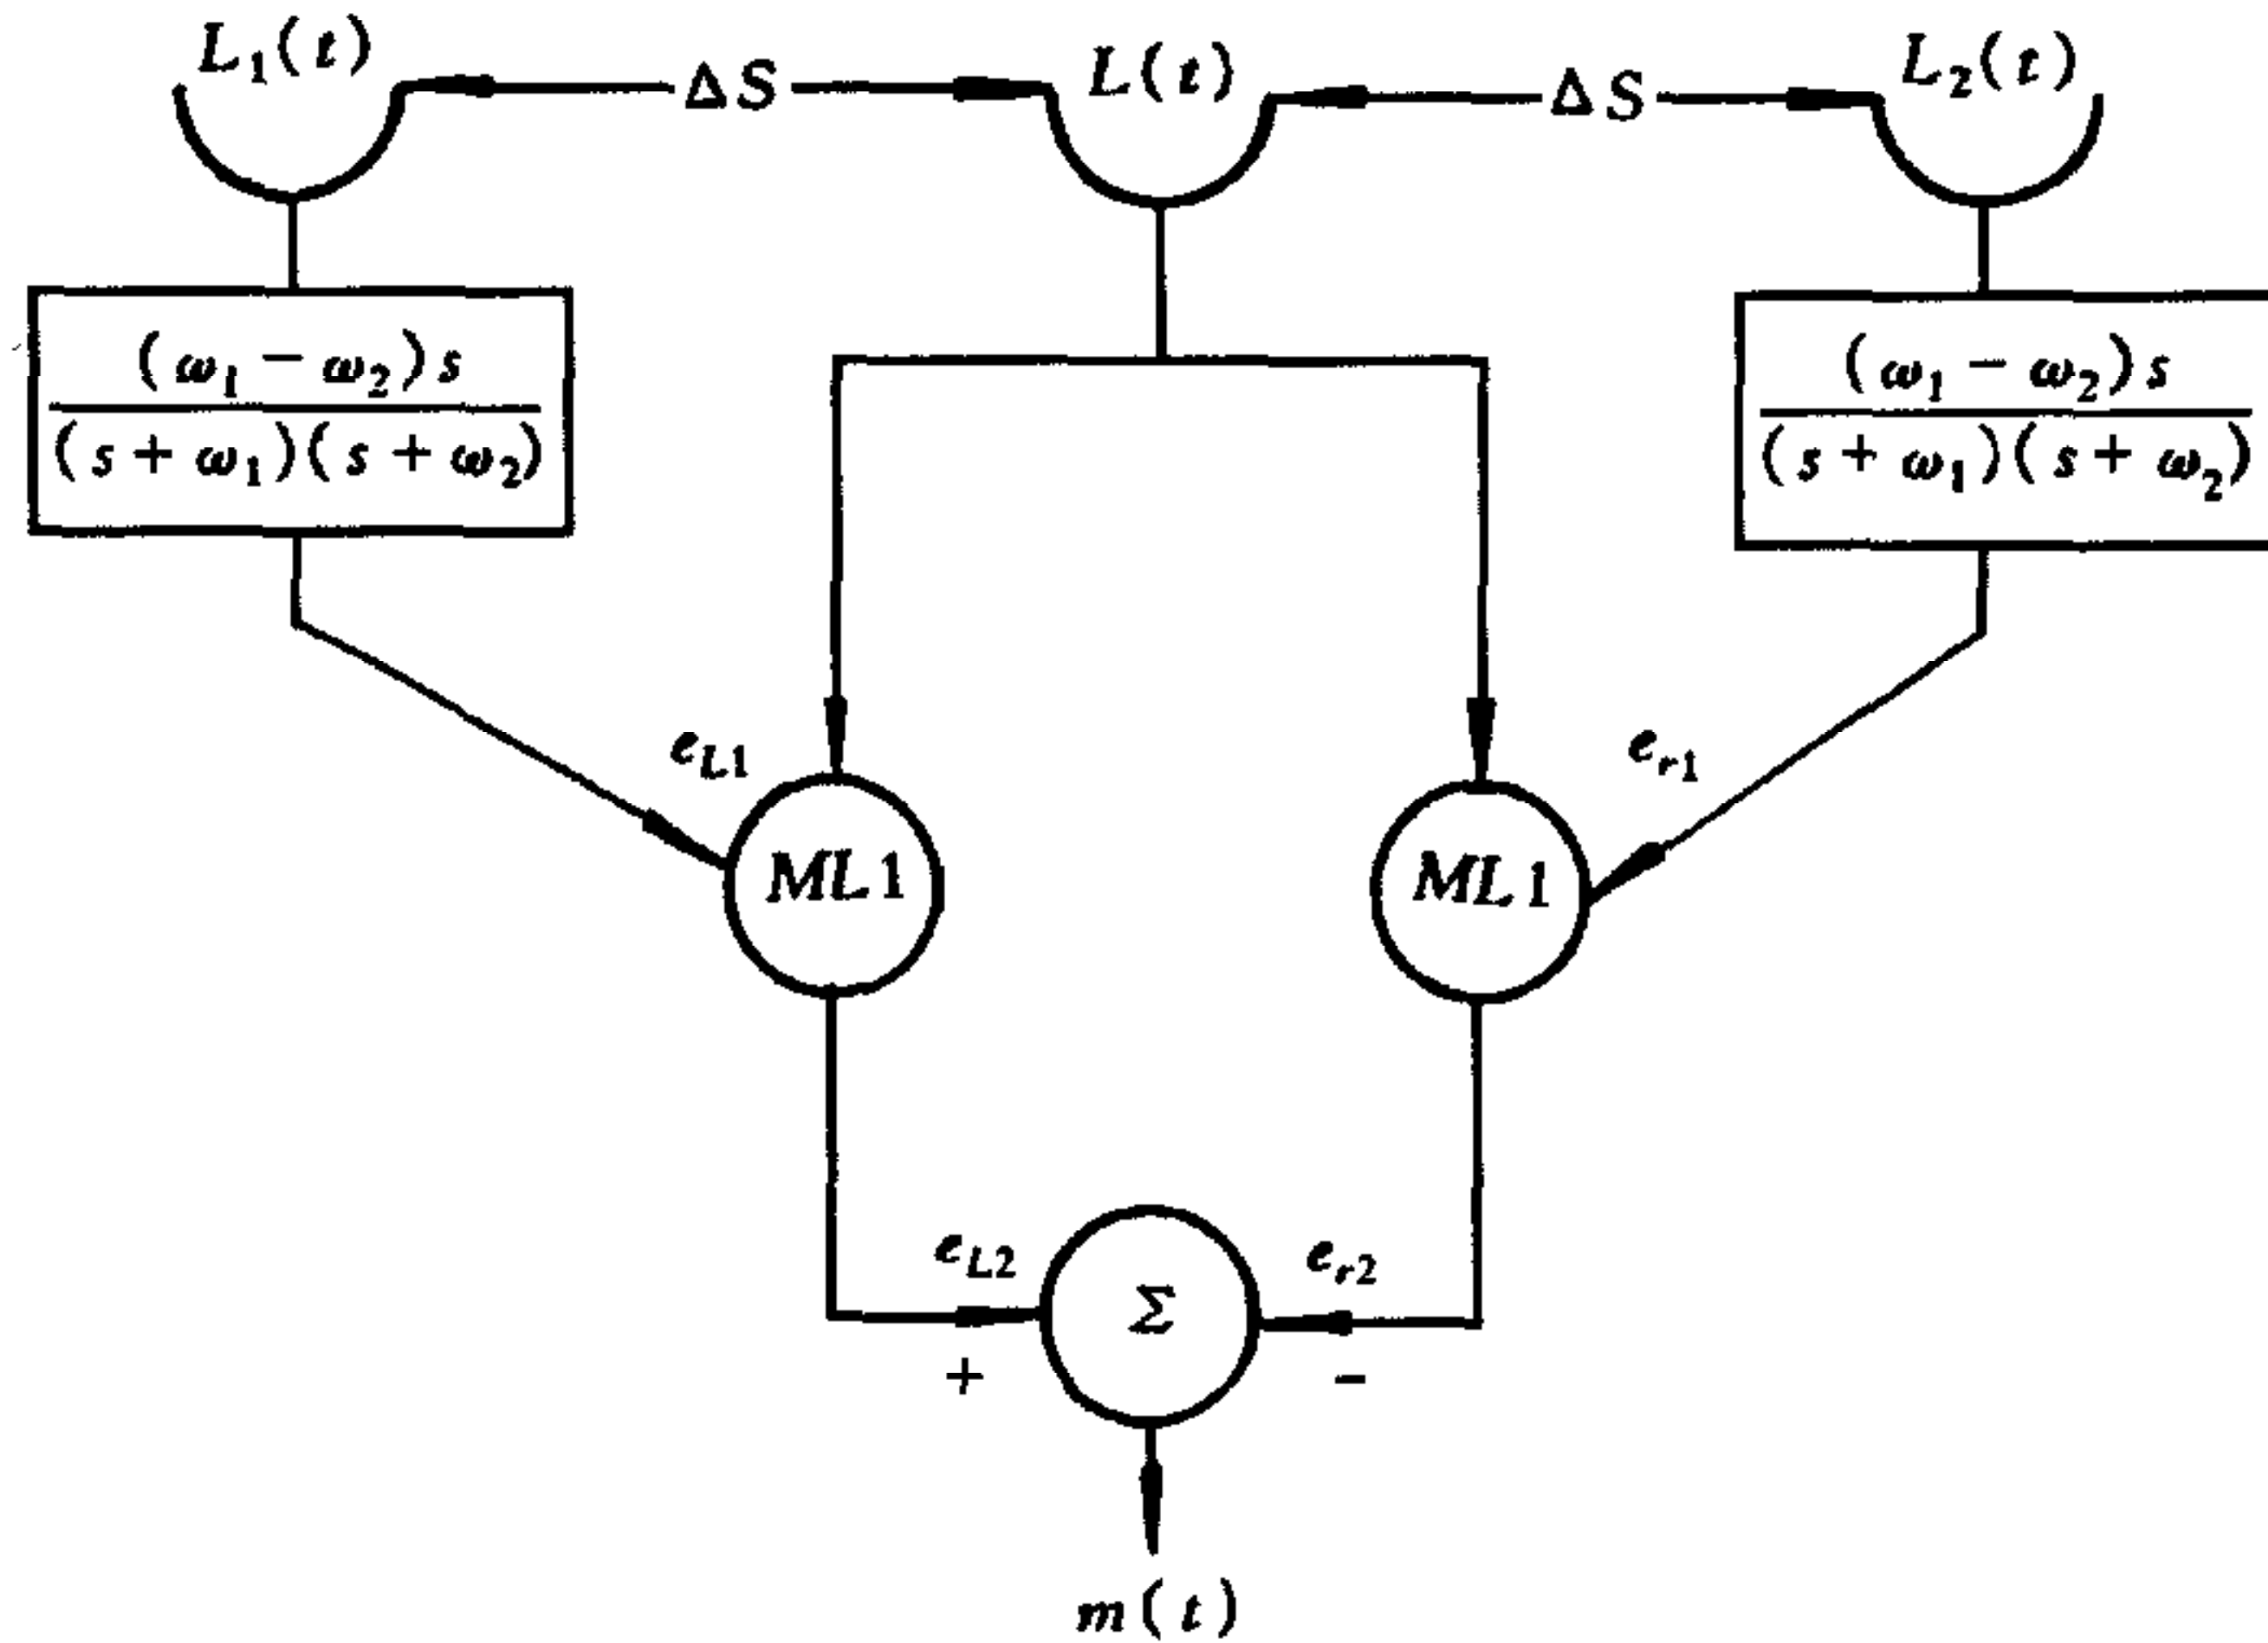 L₁(t)
ΔS
L(t)
ΔS
L₂(t)
(ω₁ − ω₂)s
(s + ω₁)(s + ω₂)
(ω₁ − ω₂)s
(s + ω₁)(s + ω₂)
e_L1
e_r1
ML1
ML1
e_L2
e_r2
Σ
+
−
m(t)